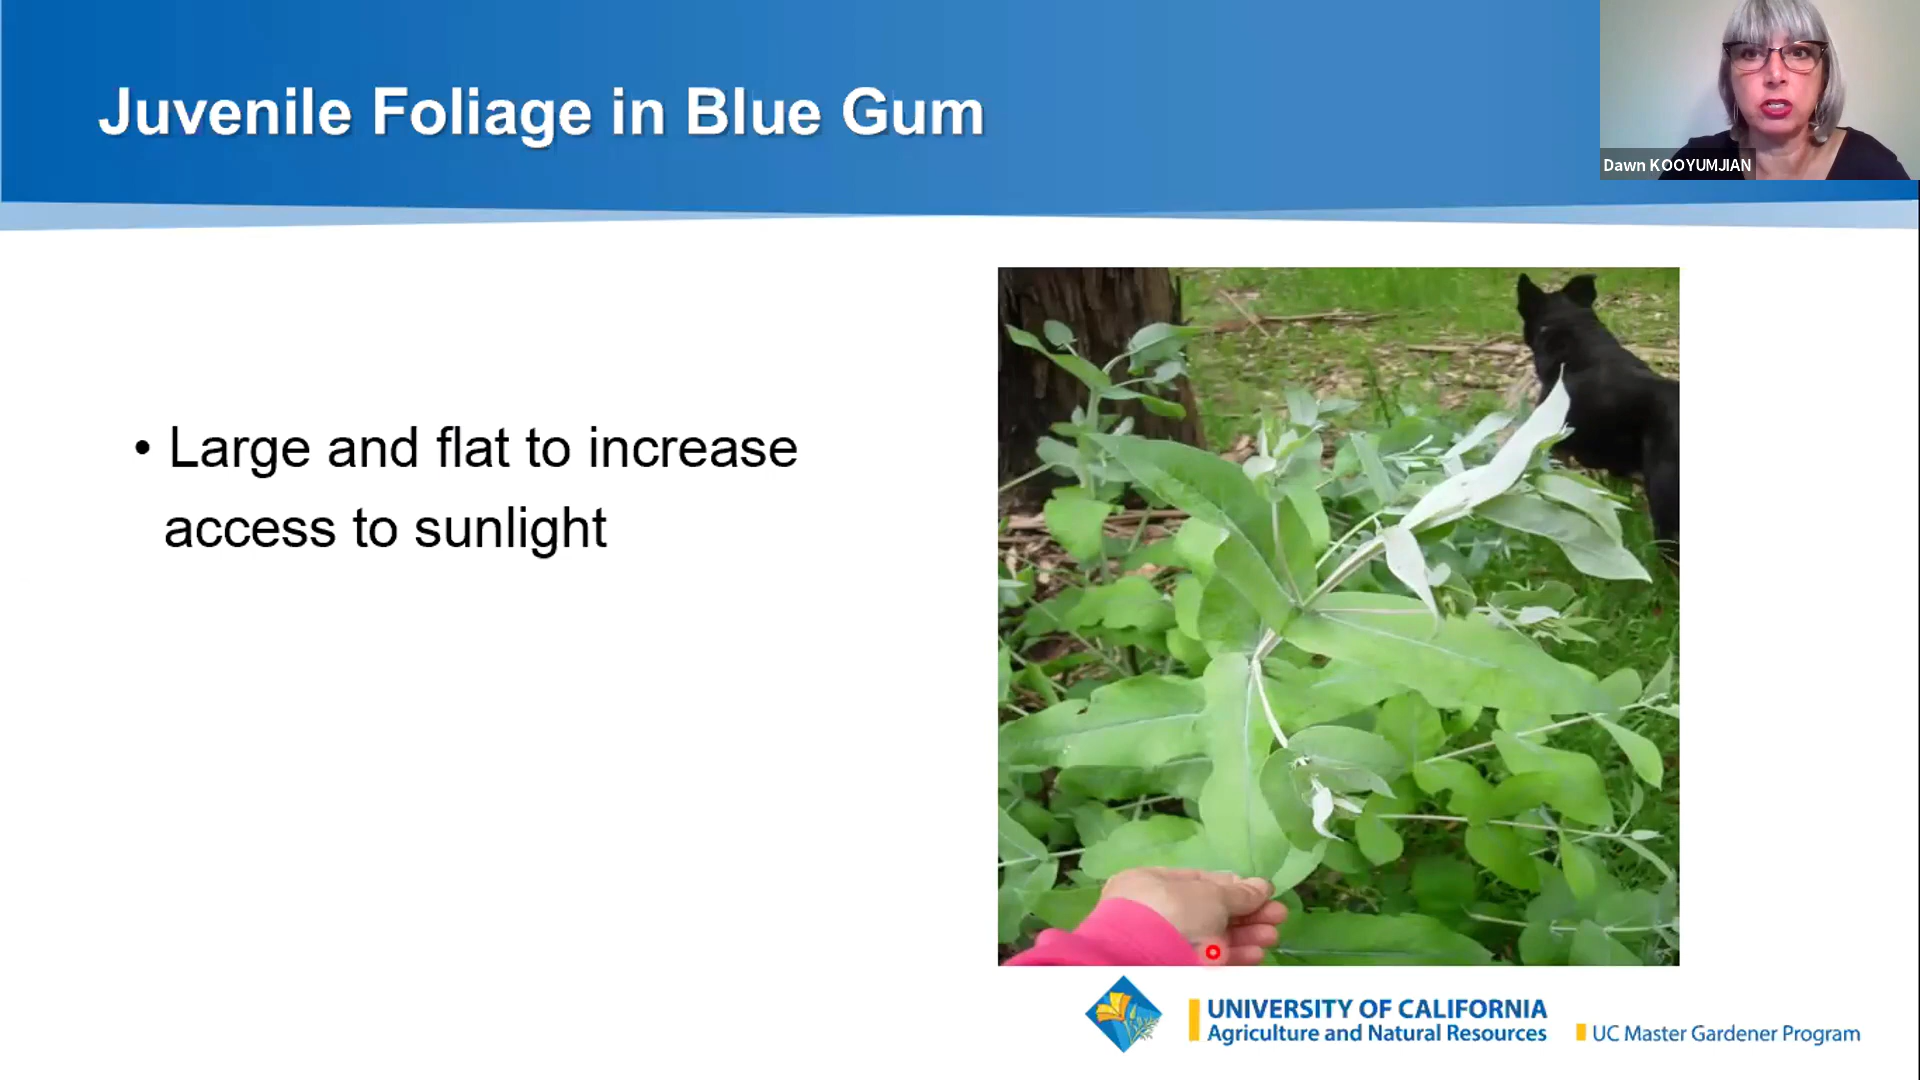 Juvenile Foliage in Blue Gum
Dawn KOOYUMJIAN
• Large and flat to increase
access to sunlight
UNIVERSITY OF CALIFORNIA
Agriculture and Natural Resources
UC Master Gardener Program